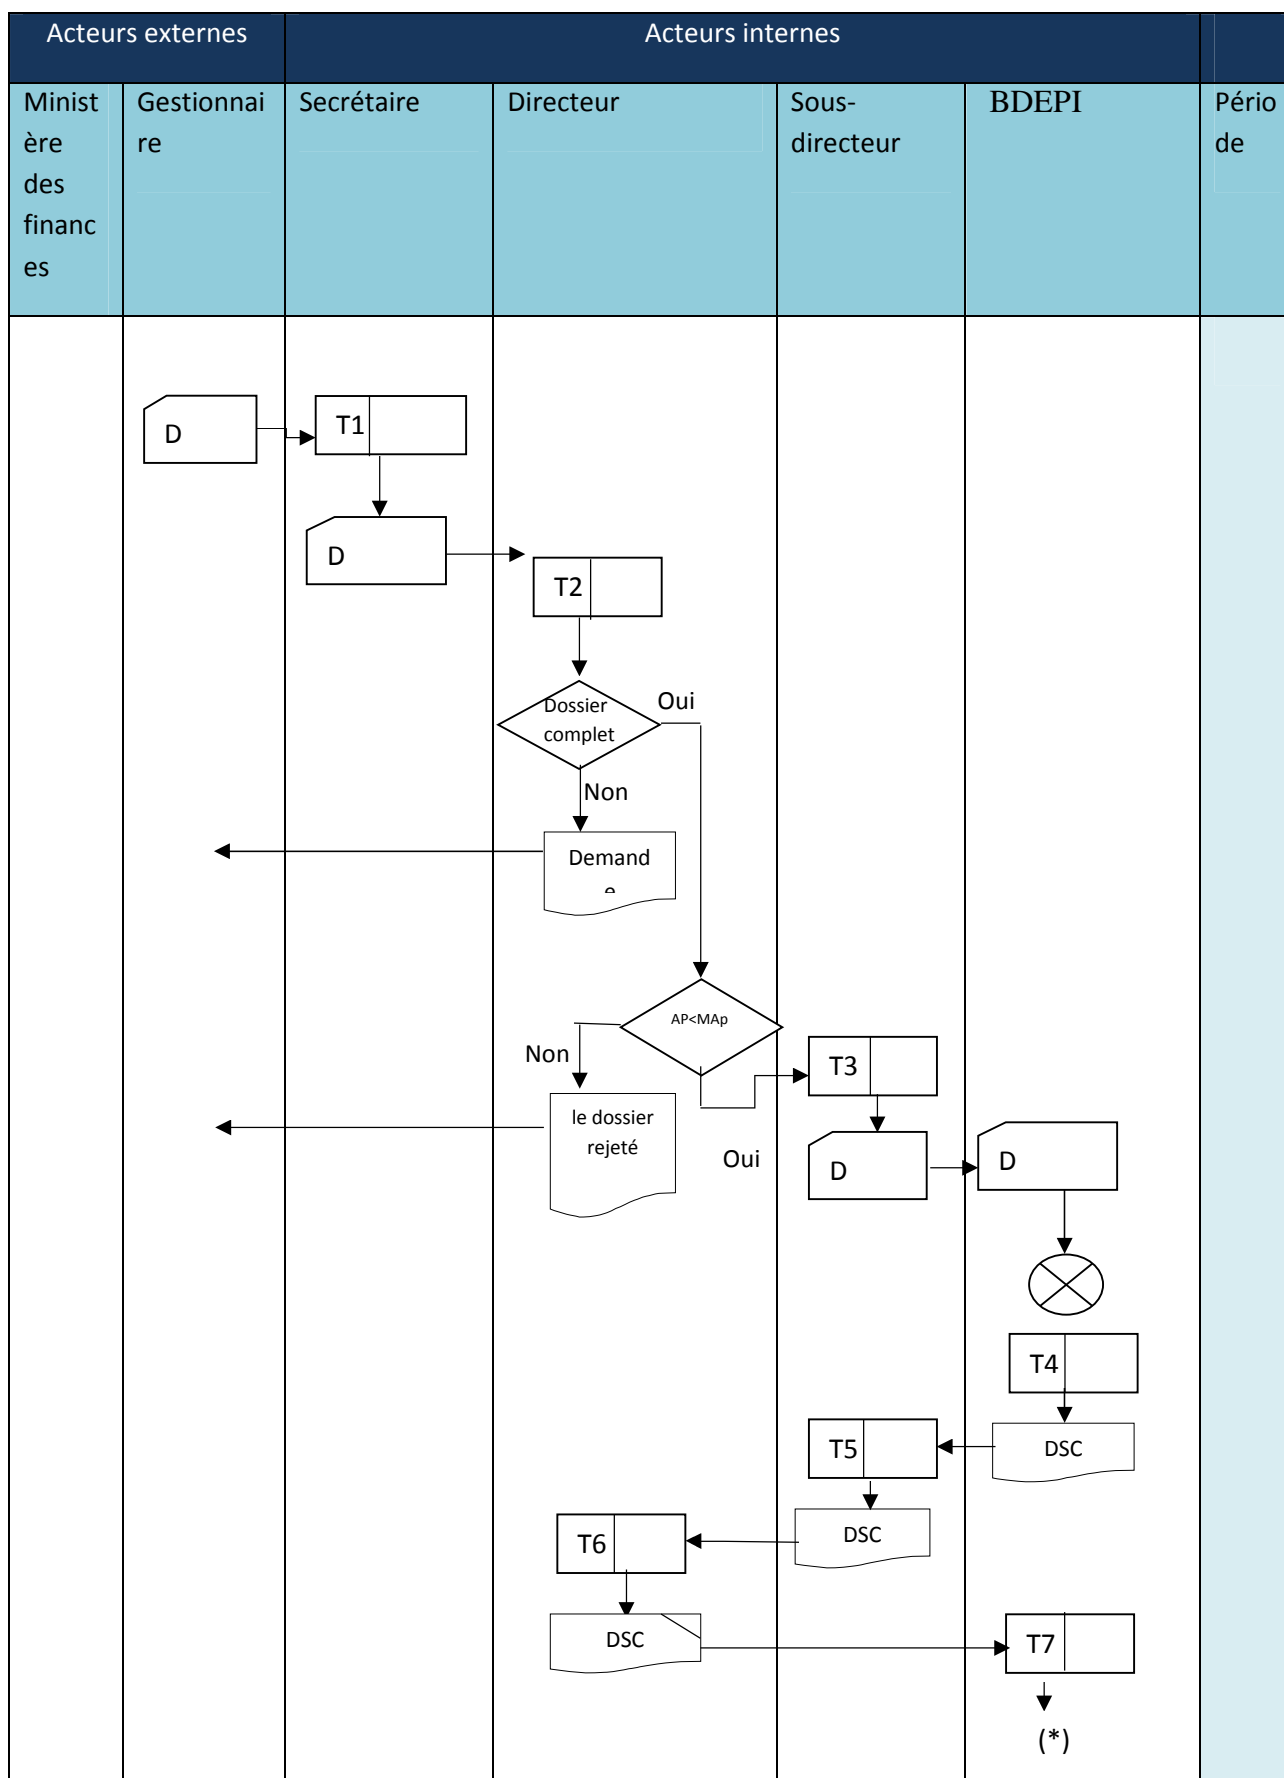 Acteurs externes
Acteurs internes
Minist
ère
des
financ
es
Gestionnai
re
Secrétaire
Directeur
Sous-
directeur
BDEPI
Pério
de
D
T1
D
T2
Dossier
complet
Oui
Non
Demand
e
AP<MAp
Non
T3
le dossier
rejeté
Oui
D
D
T4
T5
DSC
T6
DSC
DSC
T7
(*)